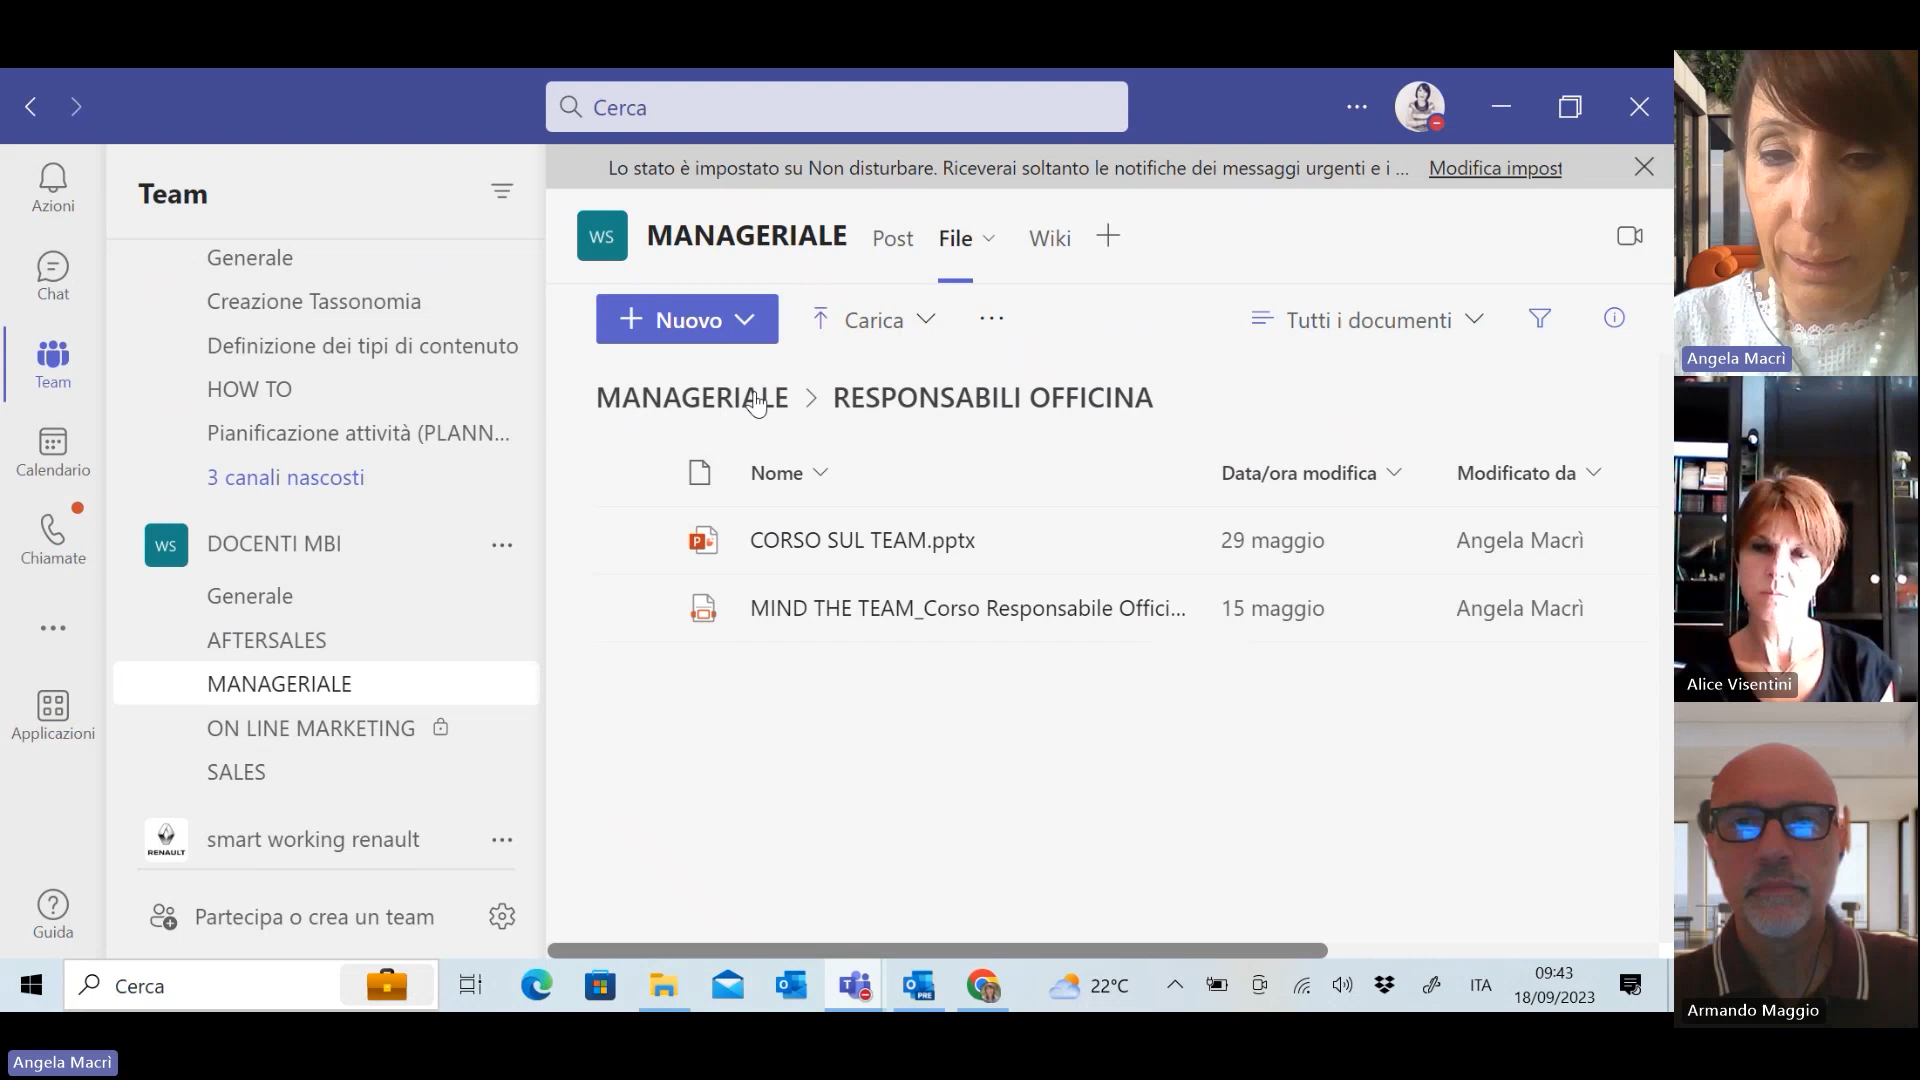 Cerca
Lo stato è impostato su Non disturbare. Riceverai soltanto le notifiche dei messaggi urgenti e i ... Modifica impost
Azioni
Chat
Team
Calendario
Chiamate
Applicazioni
Guida
Team
Generale
Creazione Tassonomia
Definizione dei tipi di contenuto
HOW TO
Pianificazione attività (PLANN...
3 canali nascosti
WS DOCENTI MBI
Generale
AFTERSALES
MANAGERIALE
ON LINE MARKETING
SALES
RENAULT smart working renault
Partecipa o crea un team
WS MANAGERIALE Post File Wiki
Nuovo Carica ... Tutti i documenti
MANAGERIALE > RESPONSABILI OFFICINA
Nome Data/ora modifica Modificato da
CORSO SUL TEAM.pptx 29 maggio Angela Macrì
MIND THE TEAM_Corso Responsabile Offici... 15 maggio Angela Macrì
Angela Macrì
Alice Visentini
Armando Maggio
Cerca
PRE
22°C
ITA
09:43
18/09/2023
Angela Macrì